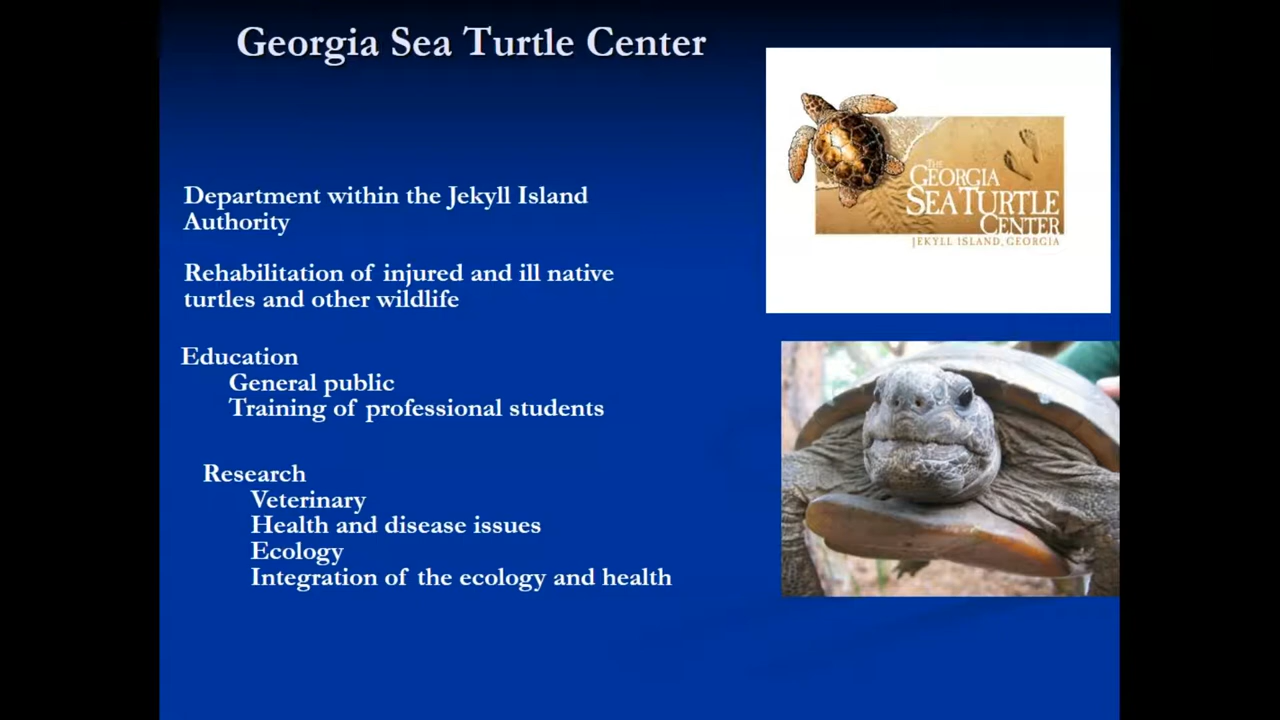 Georgia Sea Turtle Center
Department within the Jekyll Island
Authority
Rehabilitation of injured and ill native
turtles and other wildlife
Education
General public
Training of professional students
Research
Veterinary
Health and disease issues
Ecology
Integration of the ecology and health
THE
GEORGIA
SEA TURTLE
CENTER
JEKYLL ISLAND, GEORGIA